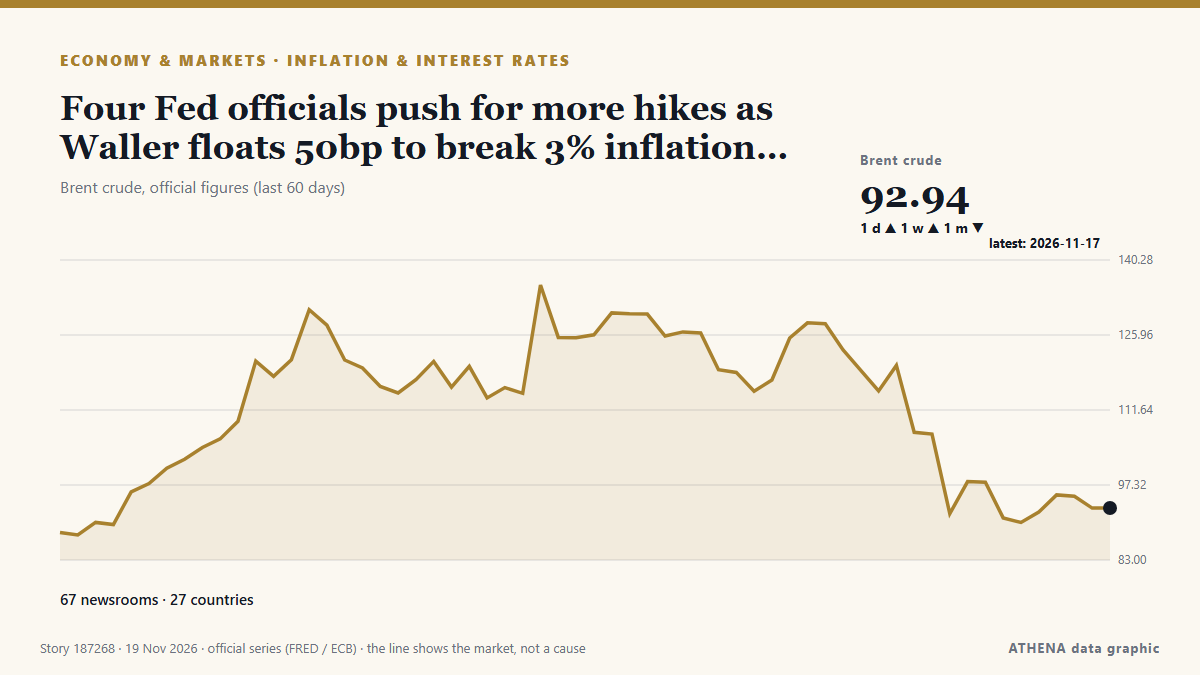 ECONOMY & MARKETS · INFLATION & INTEREST RATES
Four Fed officials push for more hikes as
Waller floats 50bp to break 3% inflation...
Brent crude, official figures (last 60 days)
Brent crude
92.94
1 d ▲ 1 w ▲ 1 m ▼
latest: 2026-11-17
140.28
125.96
111.64
97.32
83.00
67 newsrooms · 27 countries
Story 187268 · 19 Nov 2026 · official series (FRED / ECB) · the line shows the market, not a cause
ATHENA data graphic